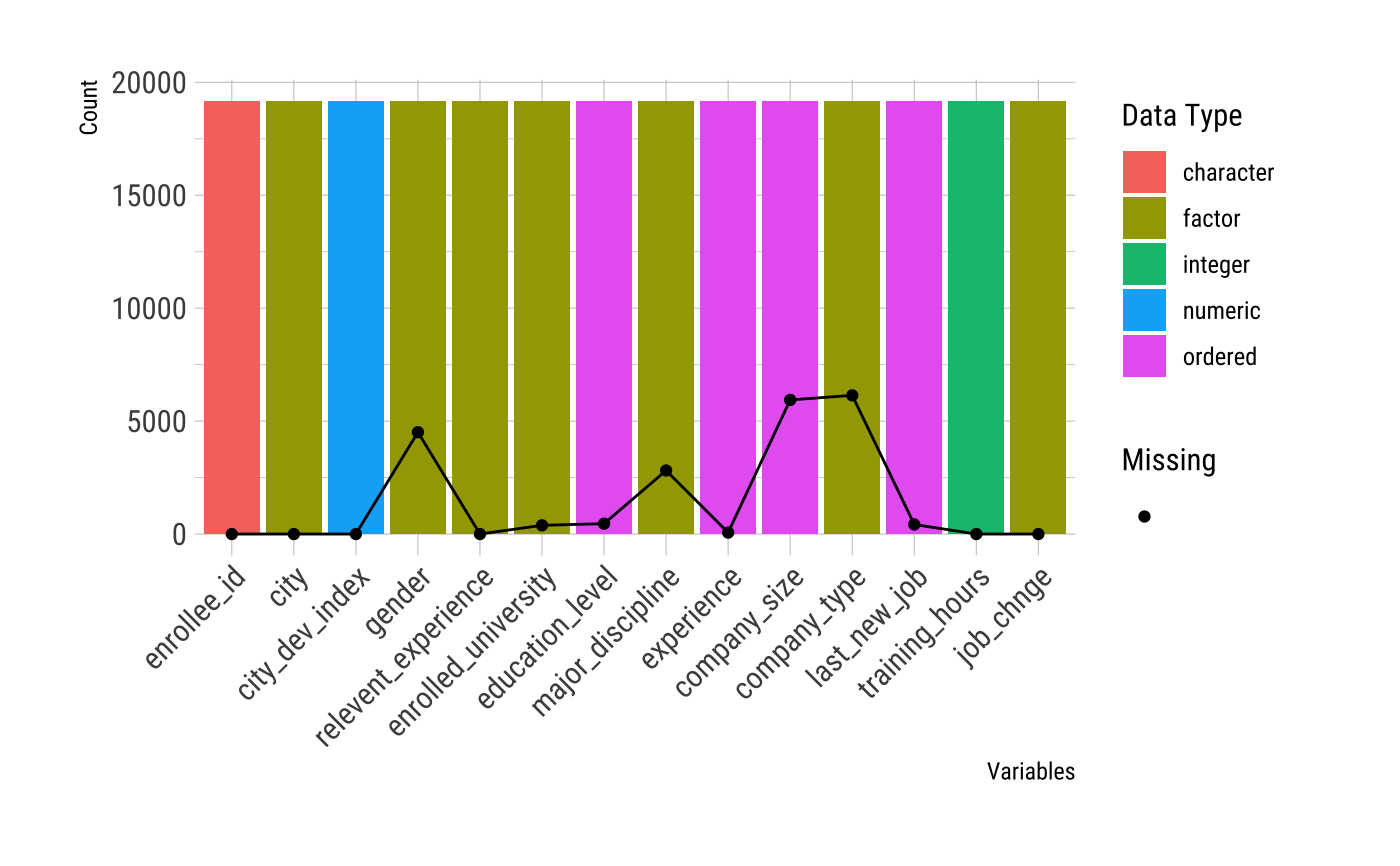 Count
20000
15000
10000
5000
0
enrollee_id
city
city_dev_index
gender
relevent_experience
enrolled_university
education_level
major_discipline
experience
company_size
company_type
last_new_job
training_hours
job_chnge
Variables
Data Type
character
factor
integer
numeric
ordered
Missing